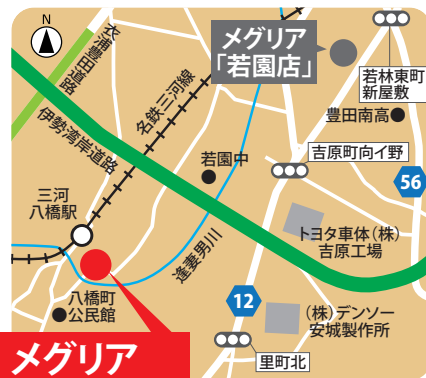 N
衣浦豊田道路
名鉄三河線
メグリア
「若園店」
若林東町
新屋敷
豊田南高
伊勢湾岸道路
若園中
吉原町向イ野
56
三河
八橋駅
逢妻男川
トヨタ車体(株)
吉原工場
八橋町
公民館
12
(株)デンソー
安城製作所
メグリア
里町北